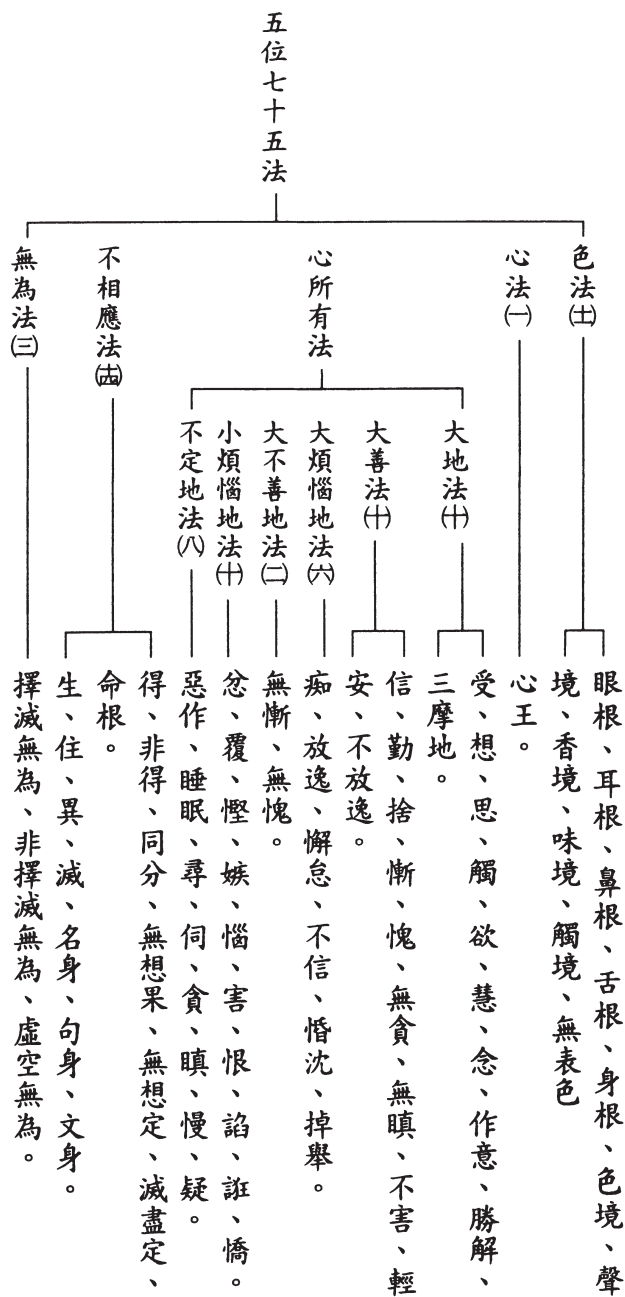 五位七十五法
色法㈩
心法㈠
心所有法
不相應法
無為法㈢
大地法㈩
大善法㈩
大煩惱地法㈥
大不善地法㈡
小煩惱地法㈩
不定地法㈧
眼根、耳根、鼻根、舌根、身根、色境、聲
境、香境、味境、觸境、無表色
心王。
受、想、思、觸、欲、慧、念、作意、勝解、
三摩地。
信、勤、捨、慚、愧、無貪、無瞋、不害、輕
安、不放逸。
痴、放逸、懈怠、不信、惛沈、掉舉。
無慚、無愧。
忿、覆、慳、嫉、惱、害、恨、諂、誑、憍。
惡作、睡眠、尋、伺、貪、瞋、慢、疑。
得、非得、同分、無想果、無想定、滅盡定、
命根。
生、住、異、滅、名身、句身、文身。
擇滅無為、非擇滅無為、虛空無為。